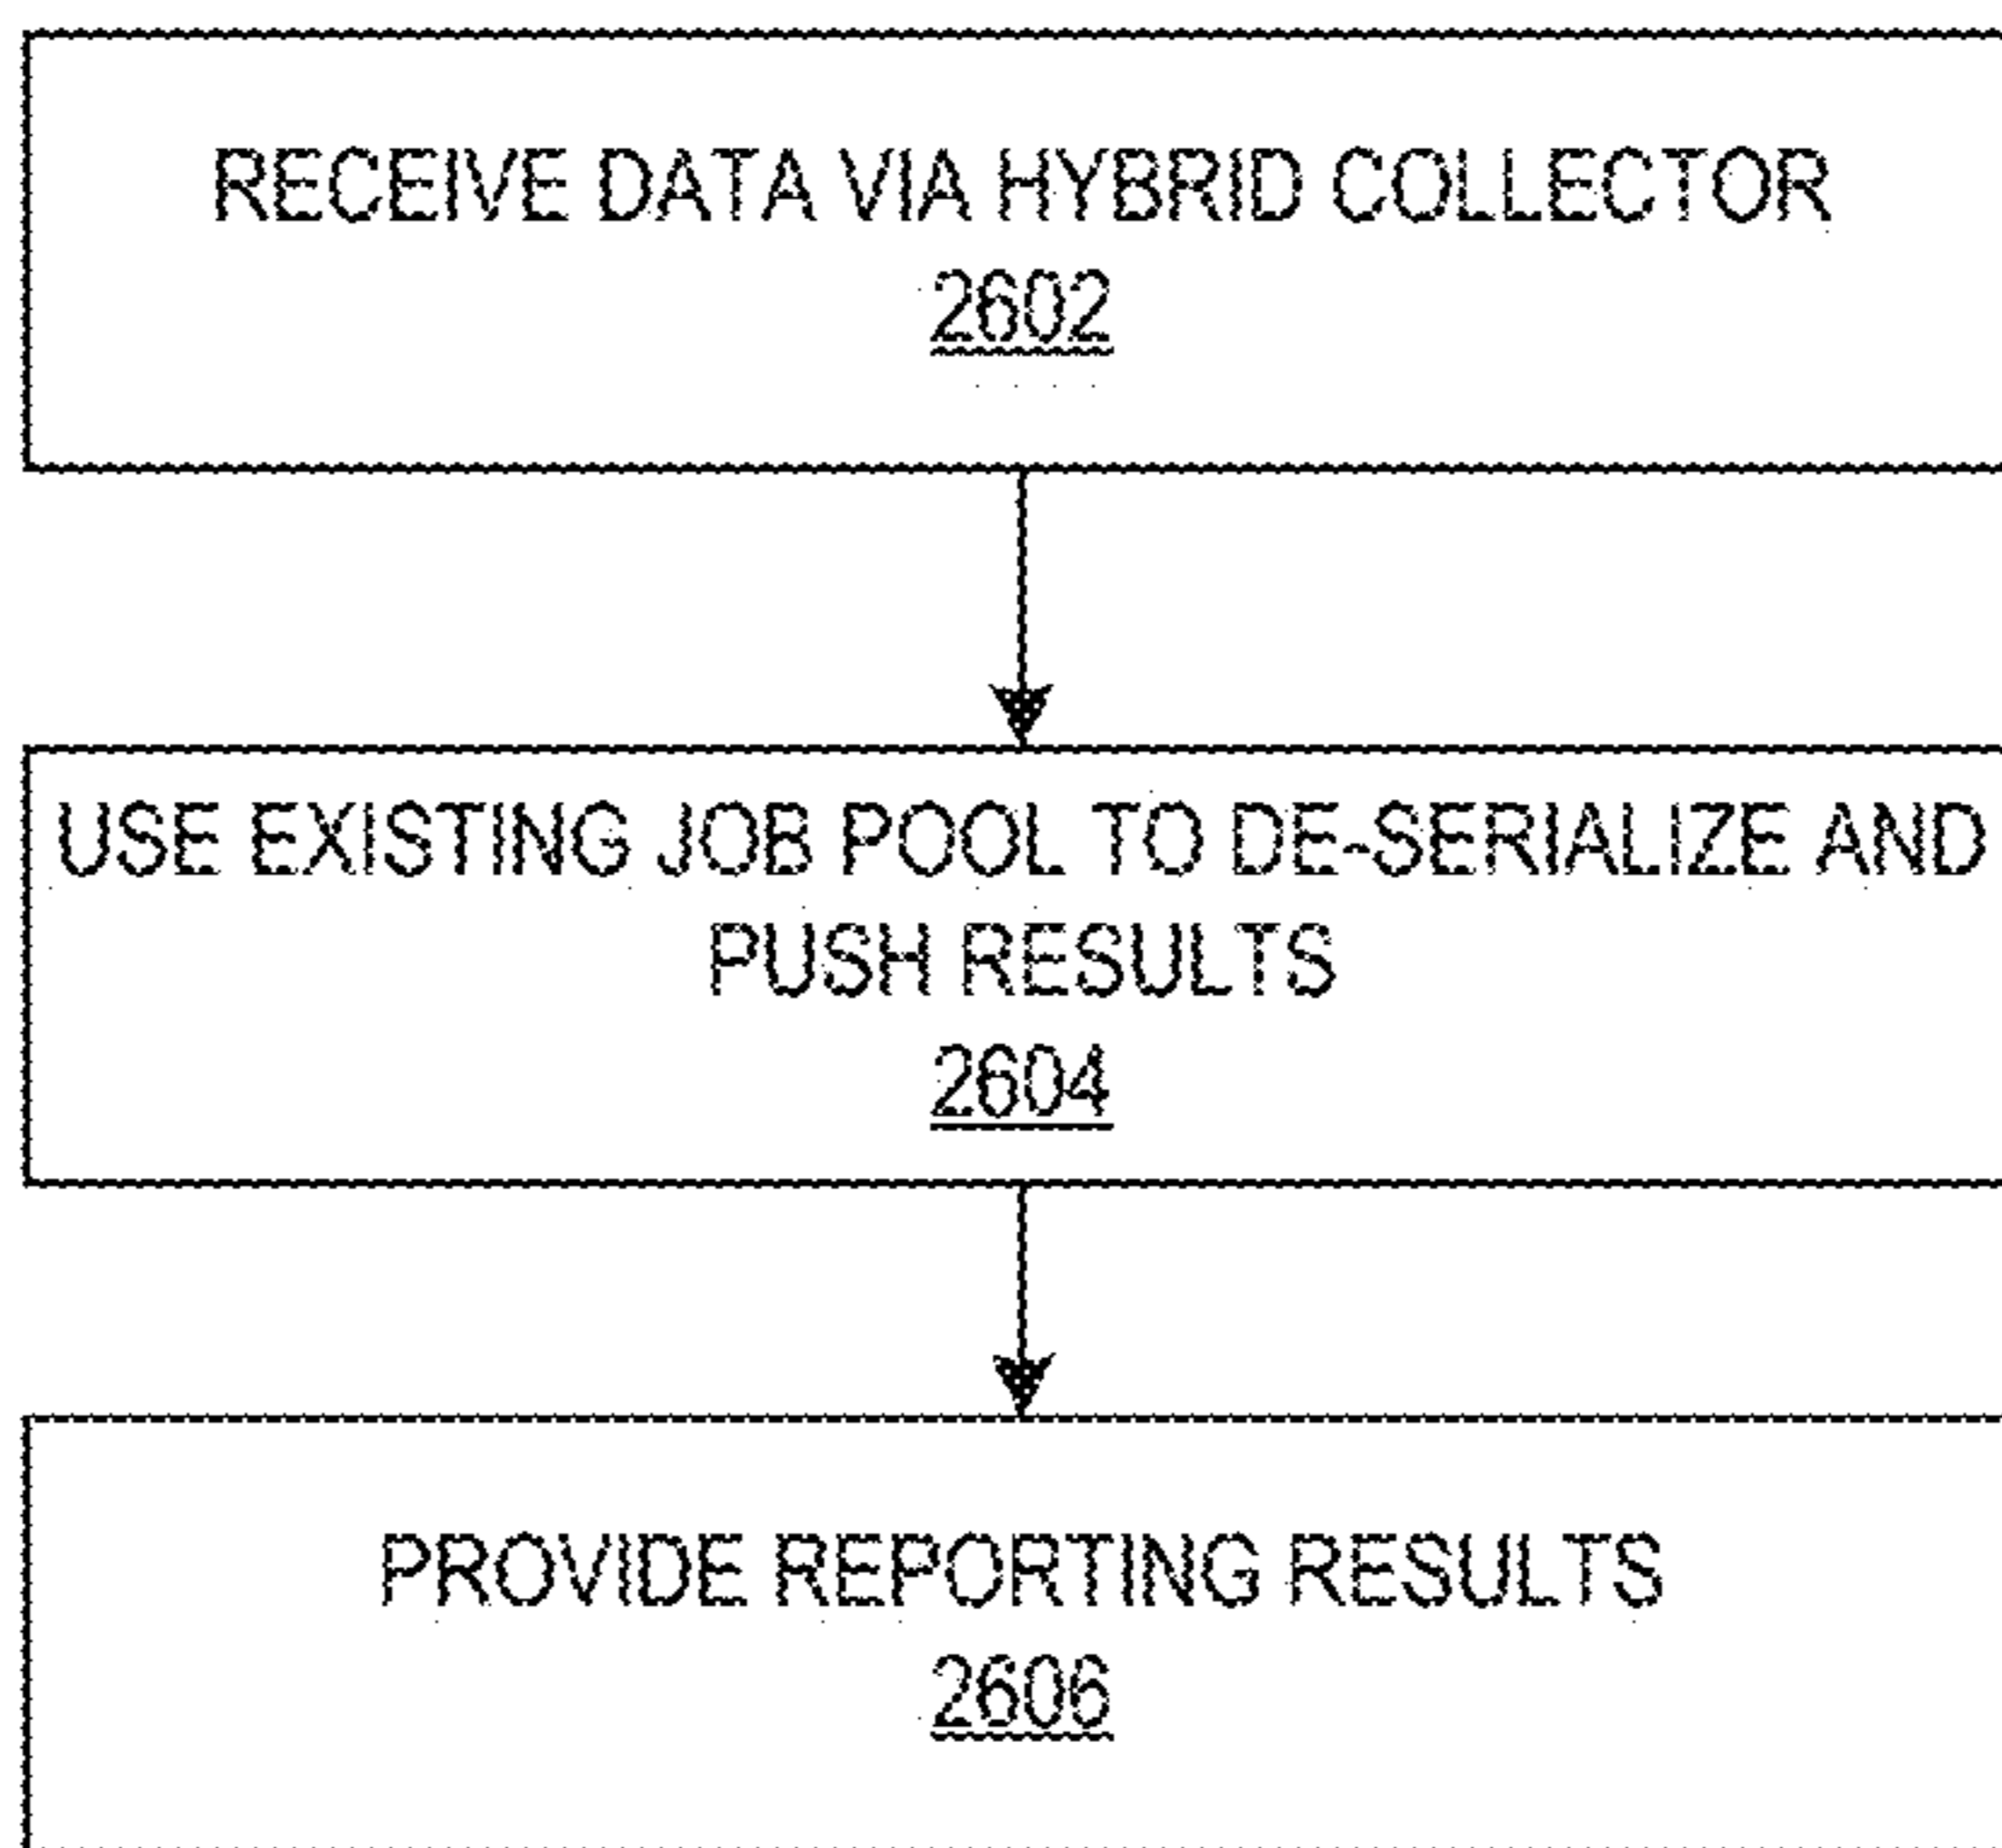 RECEIVE DATA VIA HYBRID COLLECTOR
2602
USE EXISTING JOB POOL TO DE-SERIALIZE AND
PUSH RESULTS
2604
PROVIDE REPORTING RESULTS
2606